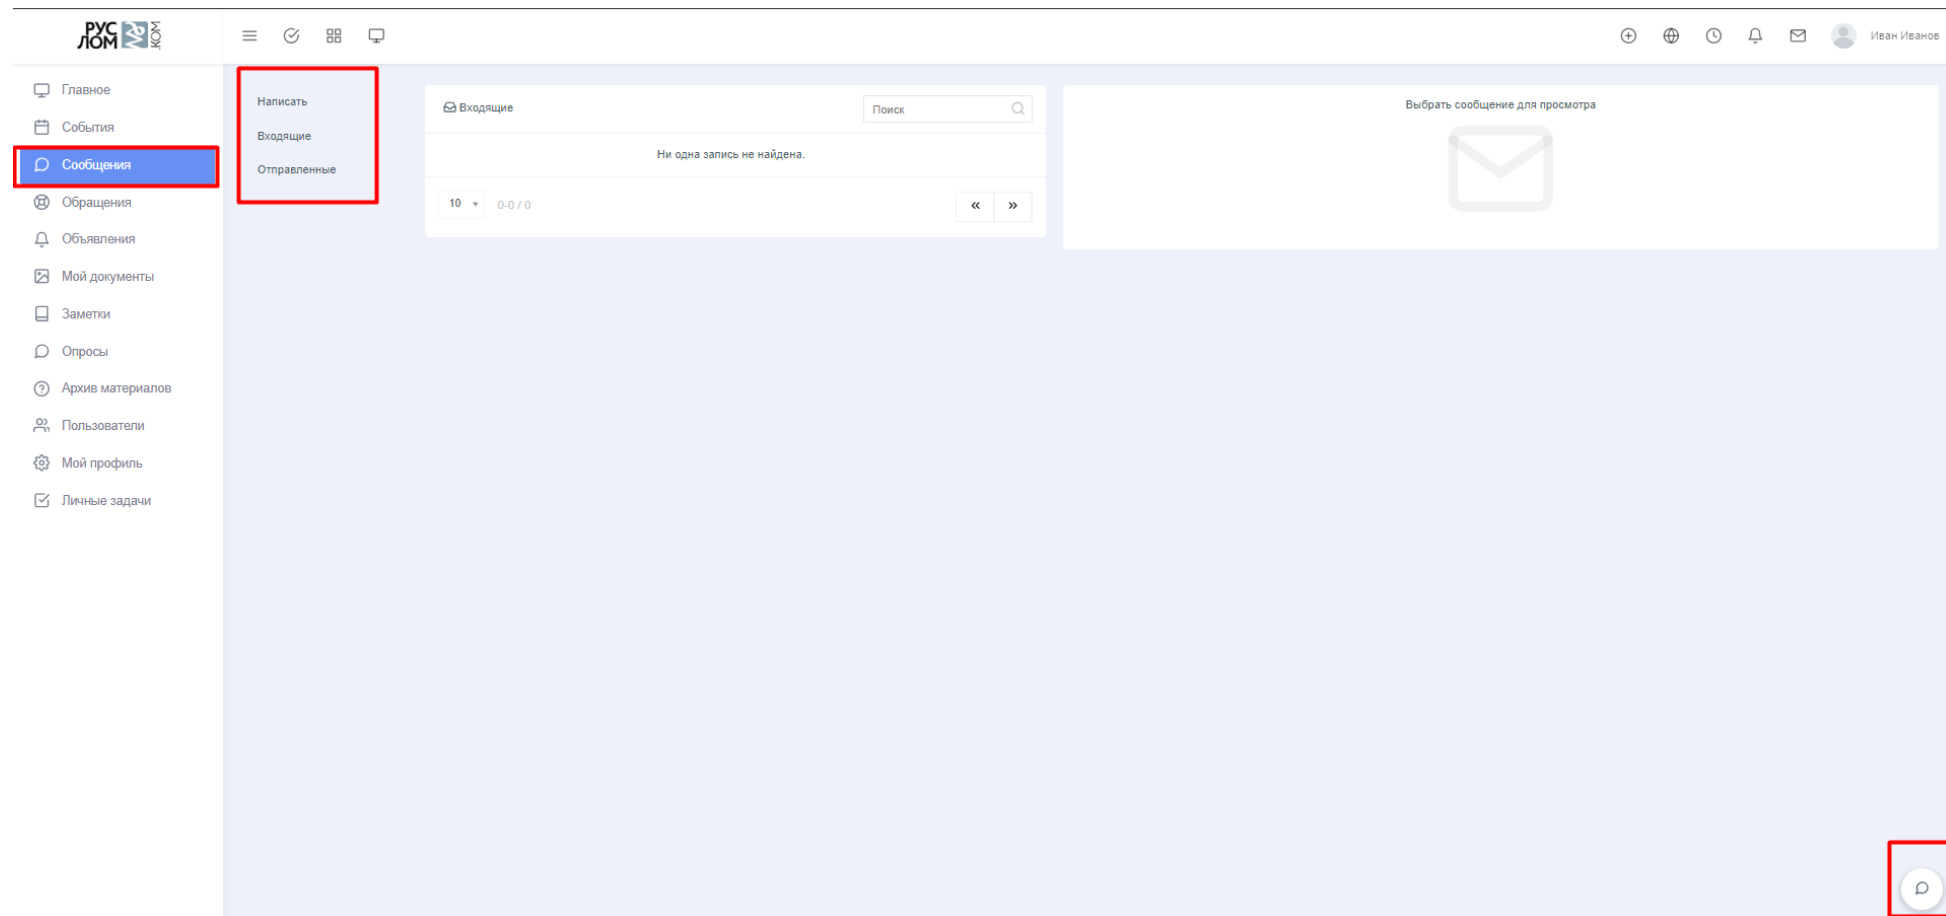 РУС
ЛОМ
.КОМ
Иван Иванов
Главное
События
Сообщения
Обращения
Объявления
Мой документы
Заметки
Опросы
Архив материалов
Пользователи
Мой профиль
Личные задачи
Написать
Входящие
Отправленные
Входящие
Поиск
Ни одна запись не найдена.
10
0-0 / 0
« »
Выбрать сообщение для просмотра